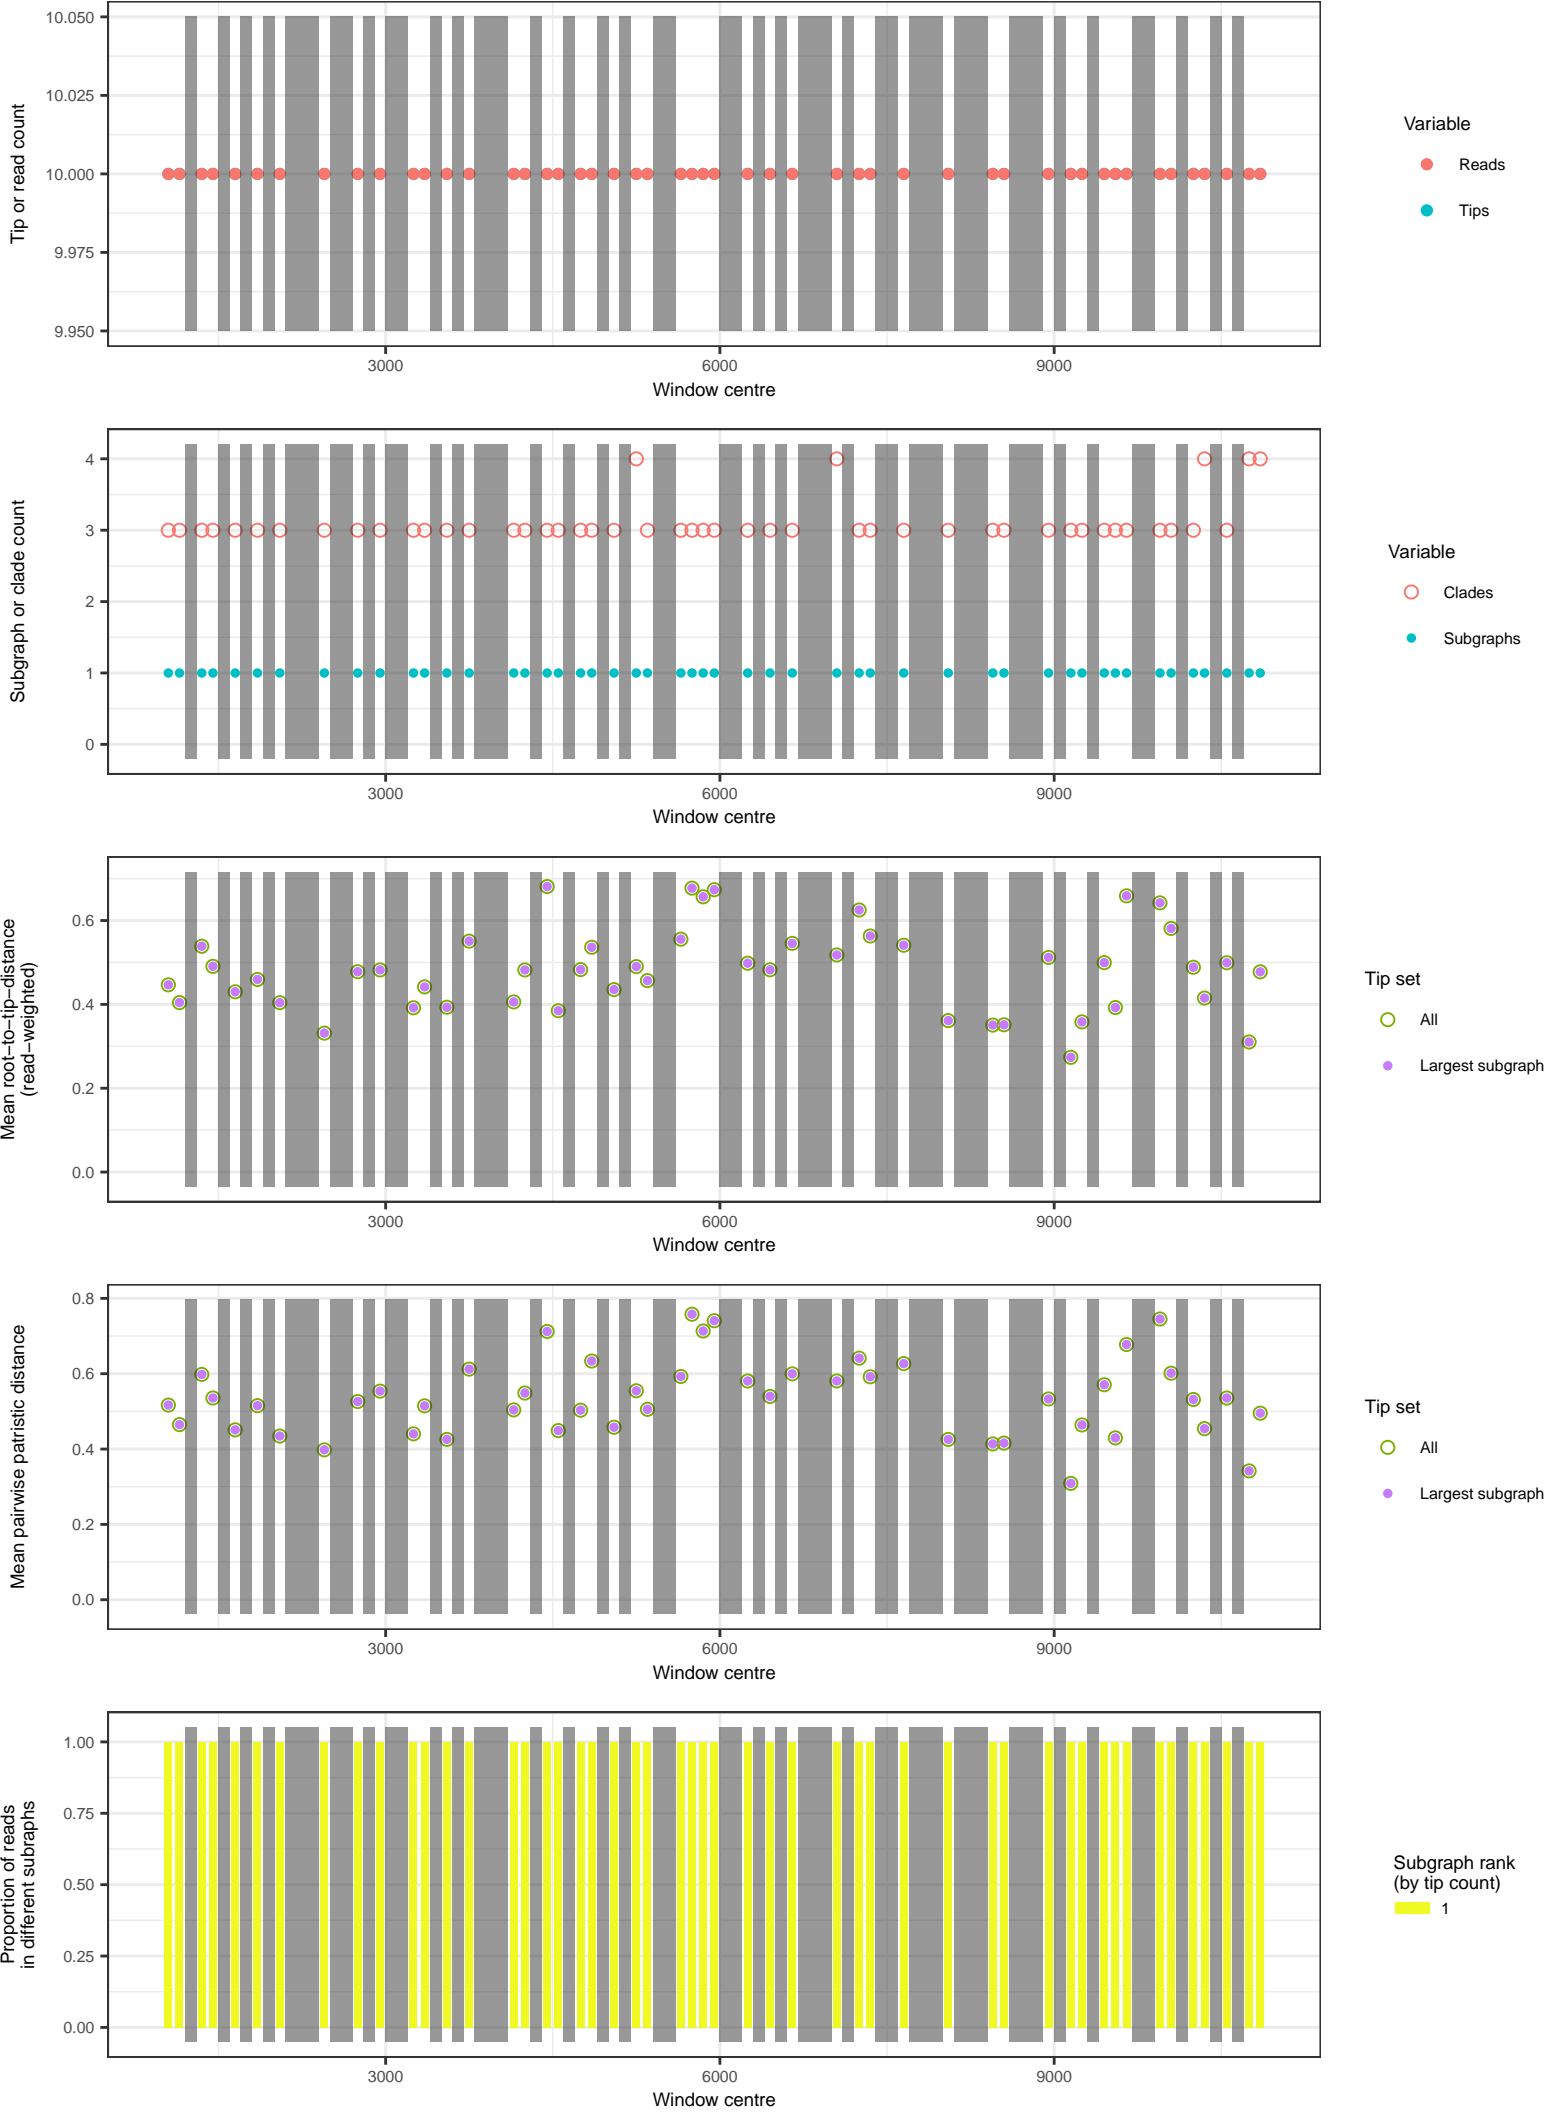 10.050
10.025
10.000
9.975
9.950
Tip or read count
3000 6000 9000
Window centre
Variable
Reads
Tips
4
3
2
1
0
Subgraph or clade count
3000 6000 9000
Window centre
Variable
Clades
Subgraphs
0.6
0.4
0.2
0.0
Mean root−to−tip−distance
(read−weighted)
3000 6000 9000
Window centre
Tip set
All
Largest subgraph
0.8
0.6
0.4
0.2
0.0
Mean pairwise patristic distance
3000 6000 9000
Window centre
Tip set
All
Largest subgraph
1.00
0.75
0.50
0.25
0.00
Proportion of reads
in different subraphs
3000 6000 9000
Window centre
Subgraph rank
(by tip count)
1